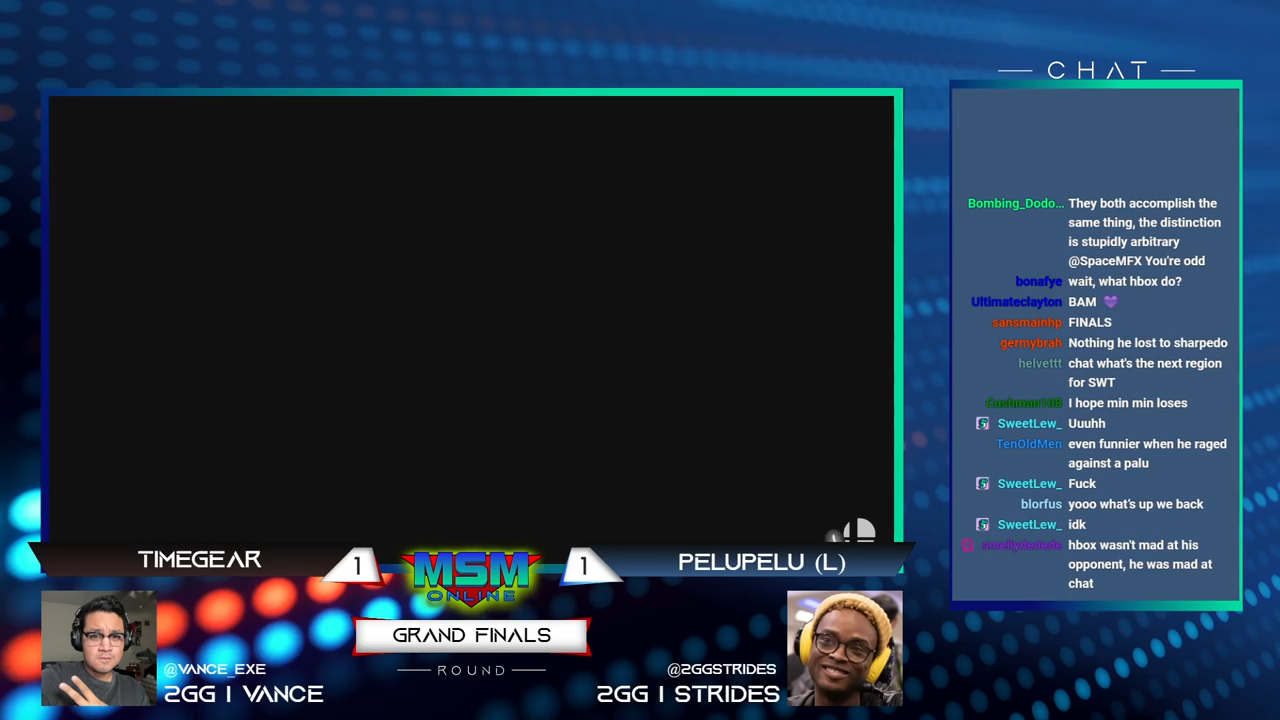 CHAT
Bombing_Dodo... They both accomplish the
same thing, the distinction
is stupidly arbitrary
@SpaceMFX You're odd
bonafye wait, what hbox do?
Ultimateclayton BAM 💜
sansmainhp FINALS
germybrah Nothing he lost to sharpedo
helvettt chat what's the next region
for SWT
Cashman108 I hope min min loses
SweetLew_ Uuuhh
TenOldMen even funnier when he raged
against a palu
SweetLew_ Fuck
blorfus yooo what's up we back
SweetLew_ idk
smellydedede hbox wasn't mad at his
opponent, he was mad at
chat
TIMEGEAR 1
MSM
ONLINE
1 PELUPELU (L)
GRAND FINALS
ROUND
@VANCE_EXE
2GG | VANCE
@2GGSTRIDES
2GG | STRIDES